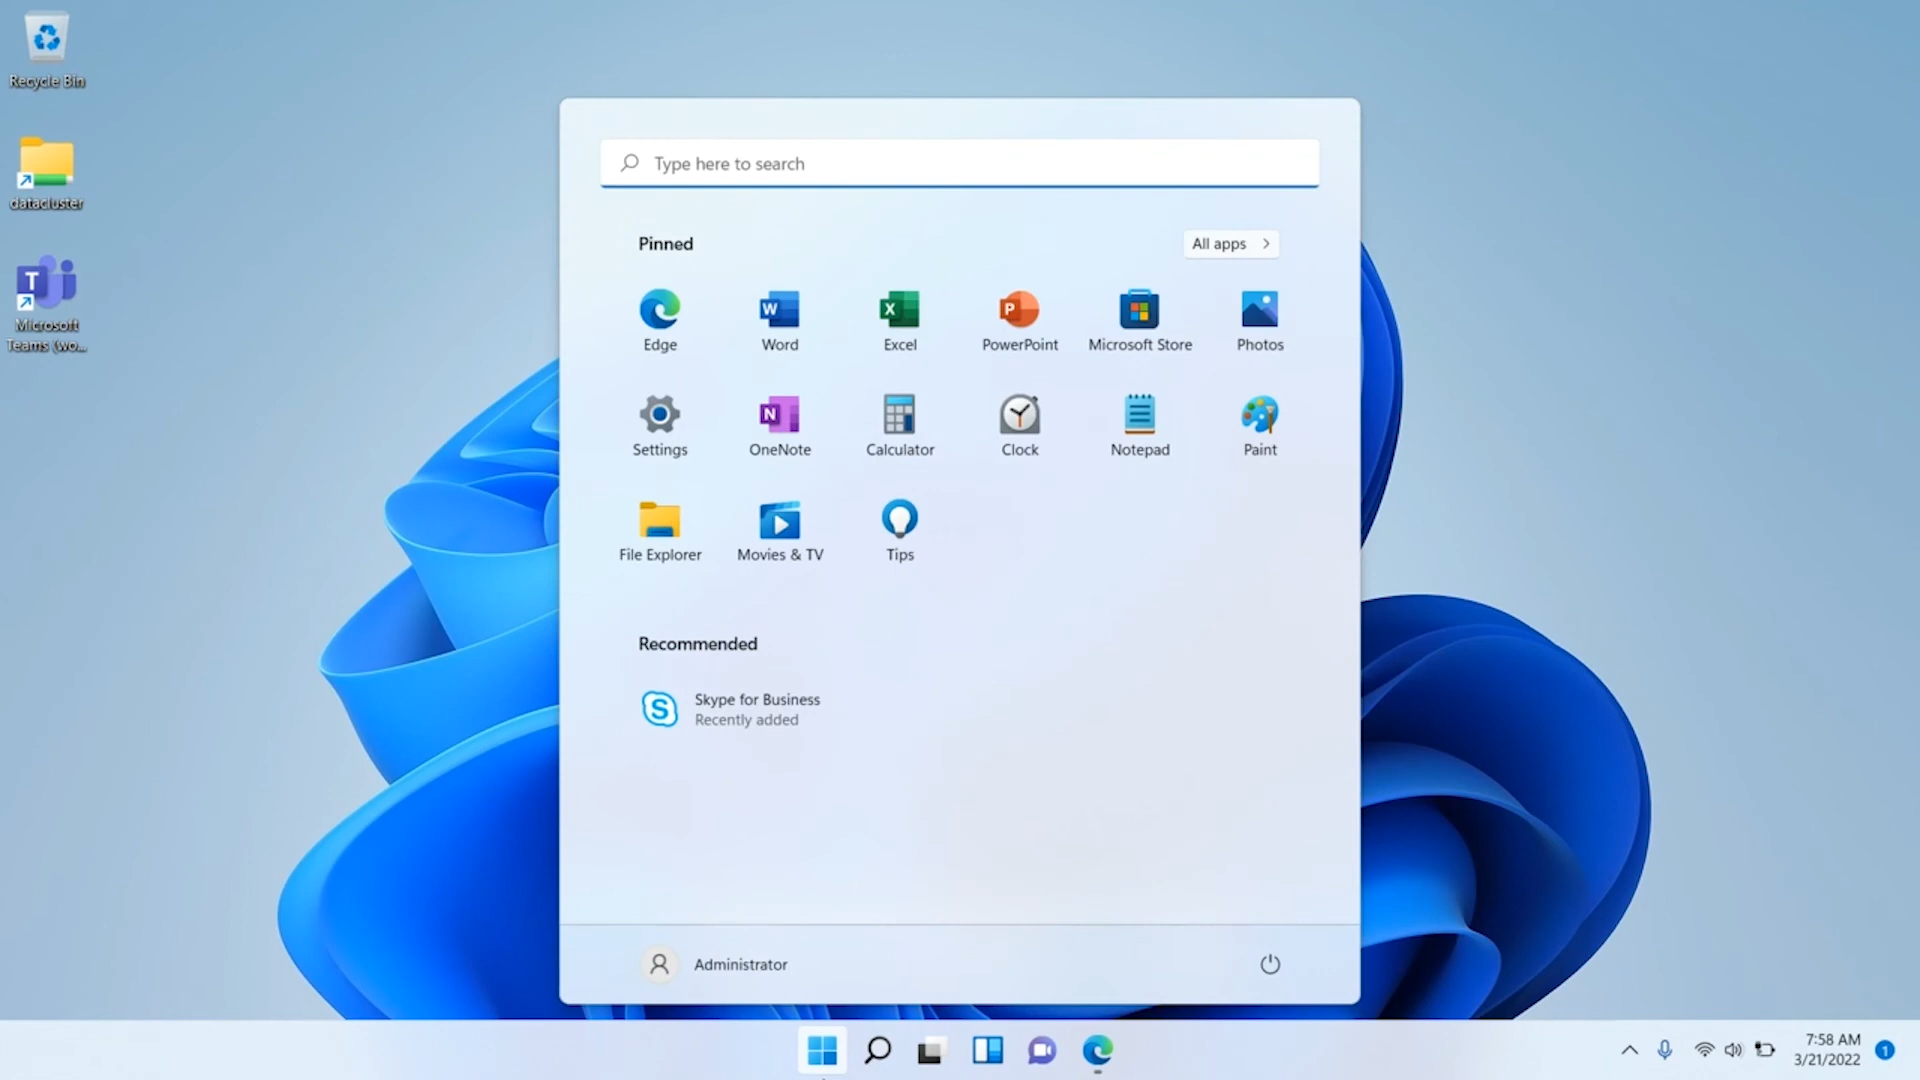 Recycle Bin
datacluster
Microsoft
Teams (wo...
Type here to search
Pinned
All apps
Edge
Word
Excel
PowerPoint
Microsoft Store
Photos
Settings
OneNote
Calculator
Clock
Notepad
Paint
File Explorer
Movies & TV
Tips
Recommended
Skype for Business
Recently added
Administrator
7:58 AM
3/21/2022
1